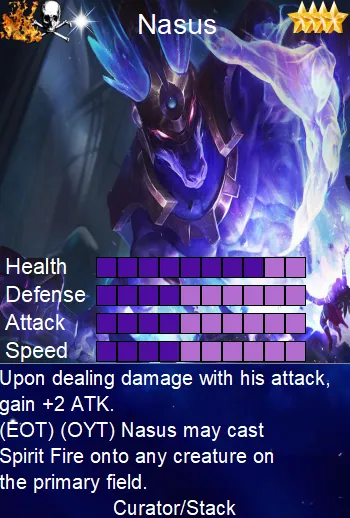 Nasus
Health
Defense
Attack
Speed
Upon dealing damage with his attack,
gain +2 ATK.
(EOT) (OYT) Nasus may cast
Spirit Fire onto any creature on
the primary field.
Curator/Stack